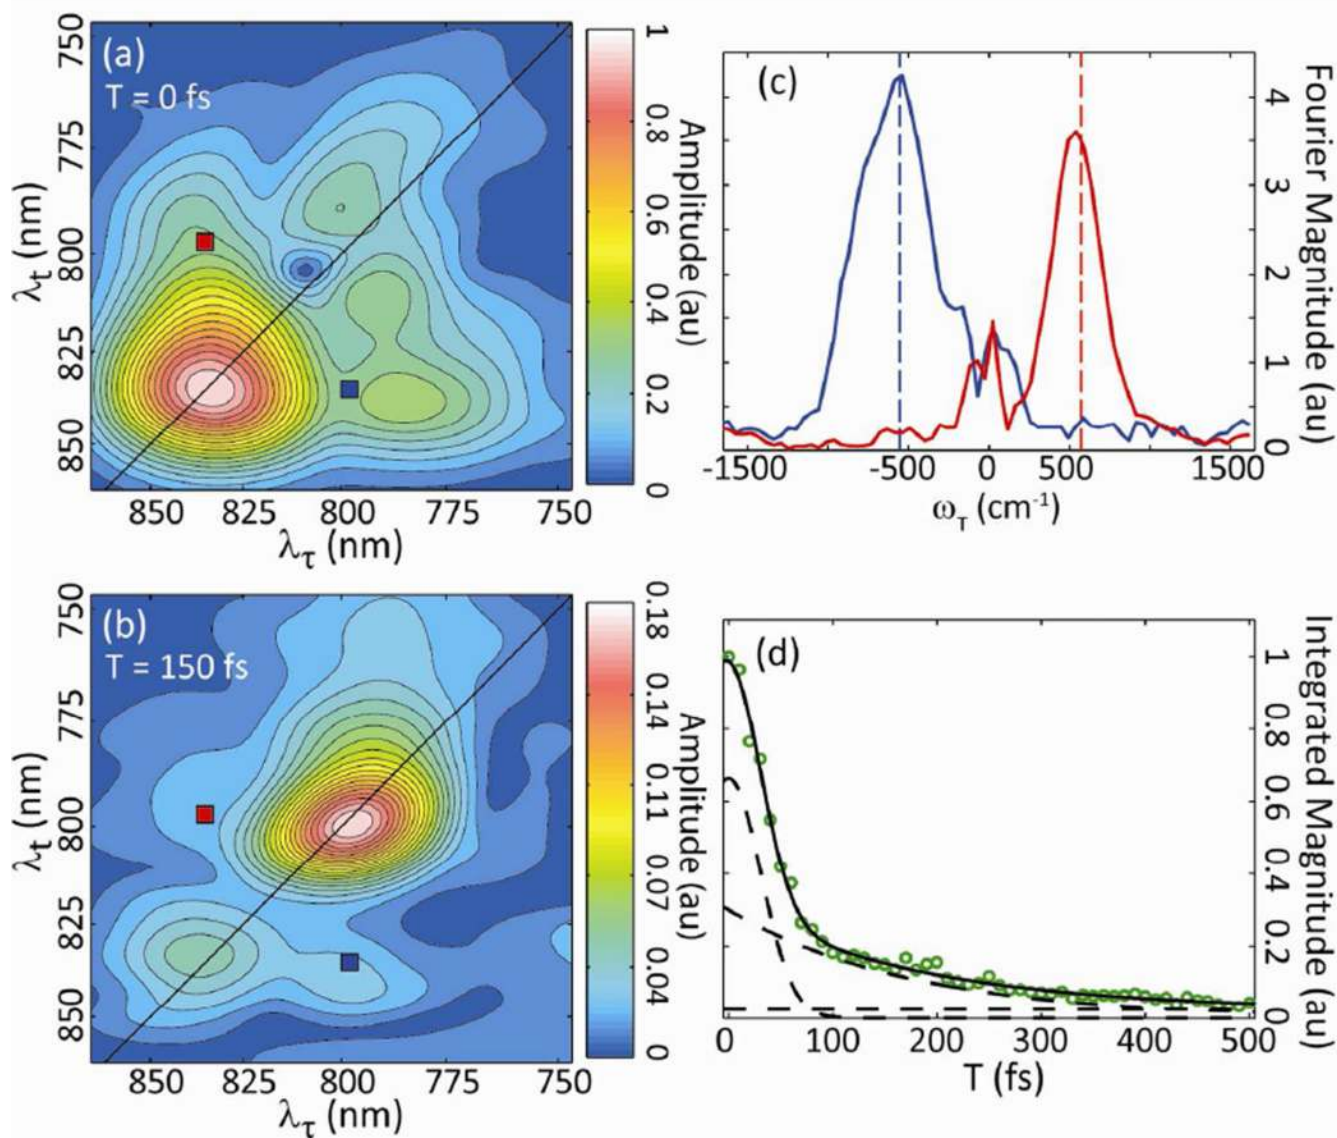 (a)
T = 0 fs
750
775
800
825
850
λt (nm)
850 825 800 775 750
λτ (nm)
1
0.8
0.6
0.4
0.2
0
Amplitude (au)
(b)
T = 150 fs
750
775
800
825
850
λt (nm)
850 825 800 775 750
λτ (nm)
0.18
0.14
0.11
0.07
0.04
0
Amplitude (au)
(c)
4
3
2
1
0
Fourier Magnitude (au)
-1500 -500 0 500 1500
ωT (cm-1)
(d)
1
0.8
0.6
0.4
0.2
0
Integrated Magnitude (au)
0 100 200 300 400 500
T (fs)